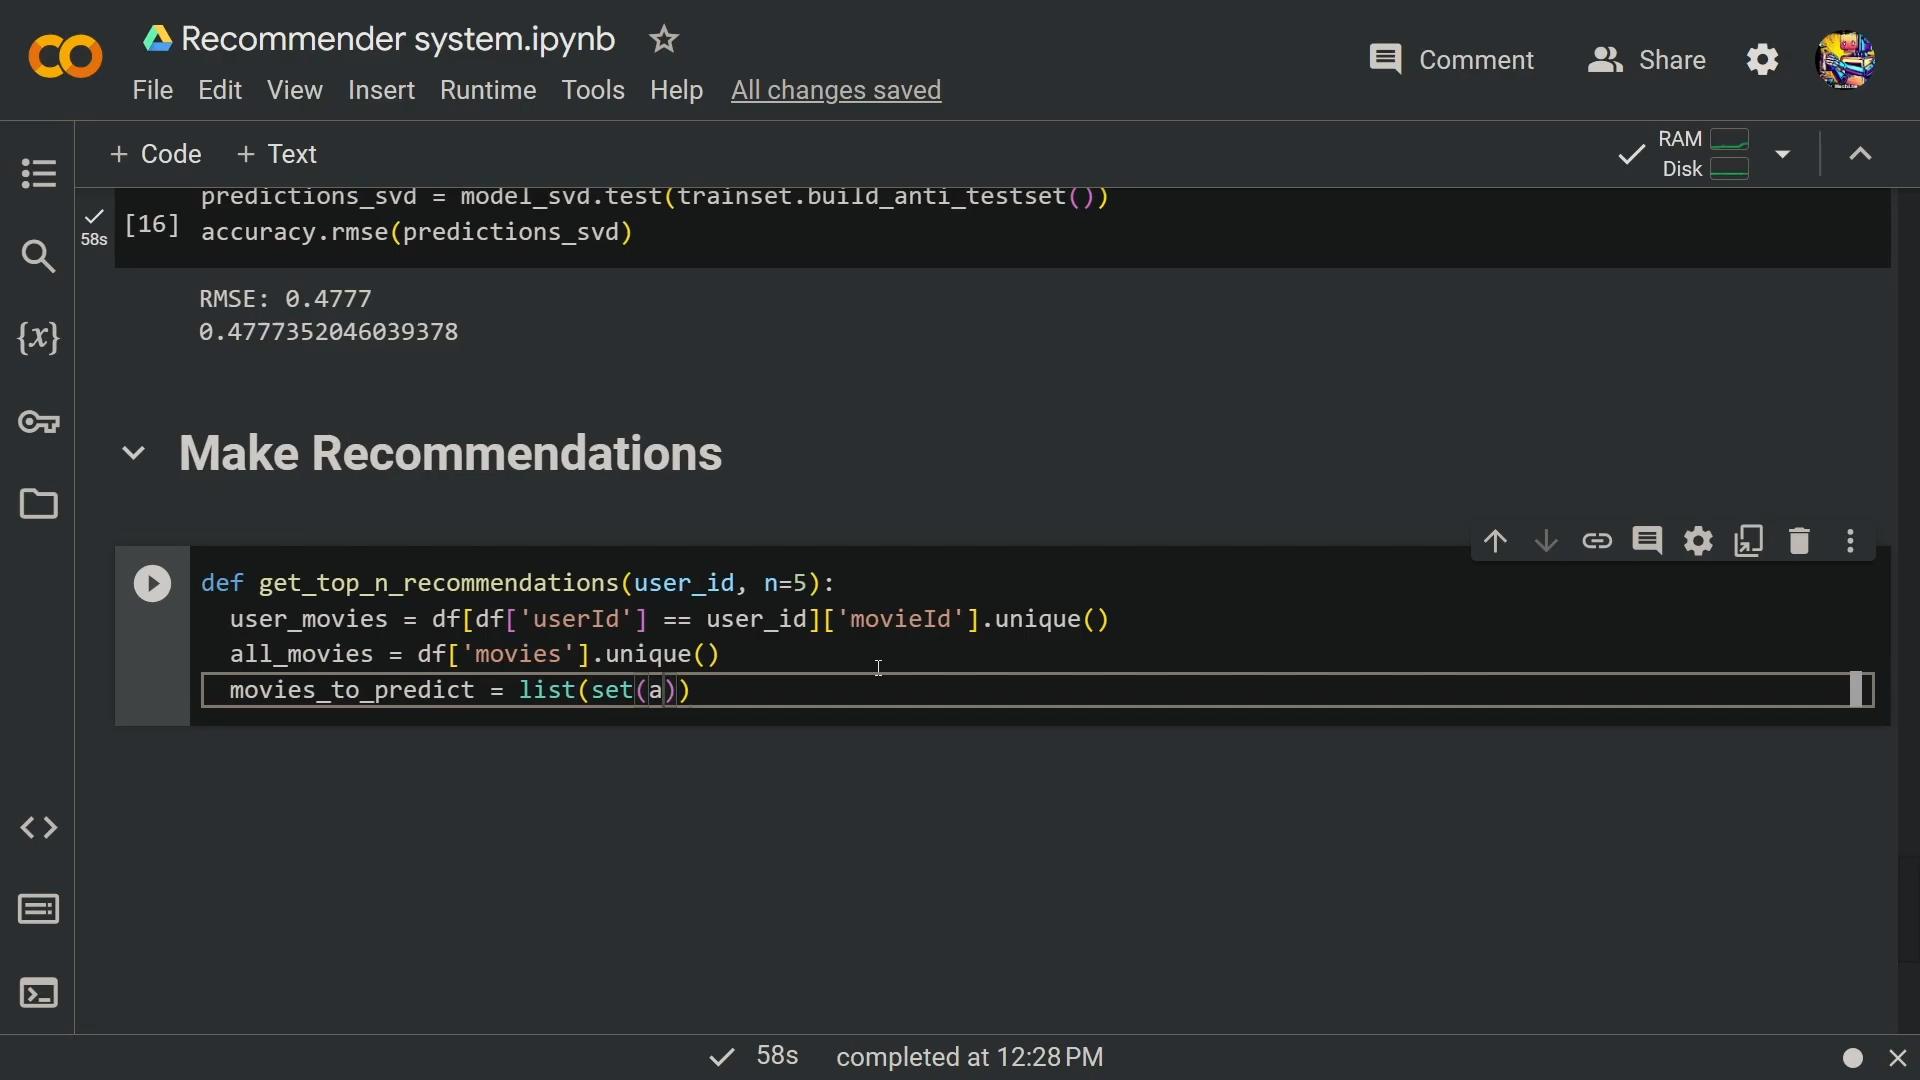 Recommender system.ipynb
Comment
Share
File Edit View Insert Runtime Tools Help All changes saved
+ Code + Text
RAM
Disk
predictions_svd = model_svd.test(trainset.build_anti_testset())
58s
[16]
accuracy.rmse(predictions_svd)
RMSE: 0.4777
0.4777352046039378
{x}
Make Recommendations
def get_top_n_recommendations(user_id, n=5):
user_movies = df[df['userId'] == user_id]['movieId'].unique()
all_movies = df['movies'].unique()
movies_to_predict = list(set(a))
58s completed at 12:28 PM